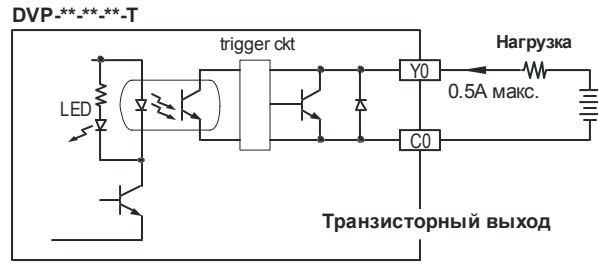 DVP-**-**-**-T
trigger ckt
Нагрузка
Y0
LED
0.5A макс.
C0
Транзисторный выход